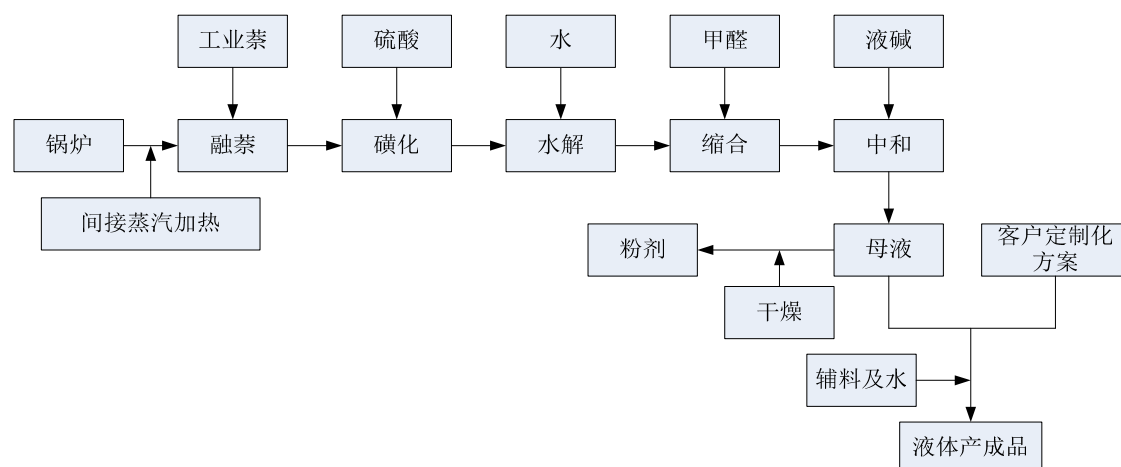 工业萘
硫酸
水
甲醛
液碱
锅炉
融萘
磺化
水解
缩合
中和
间接蒸汽加热
粉剂
母液
客户定制化
方案
干燥
辅料及水
液体产成品